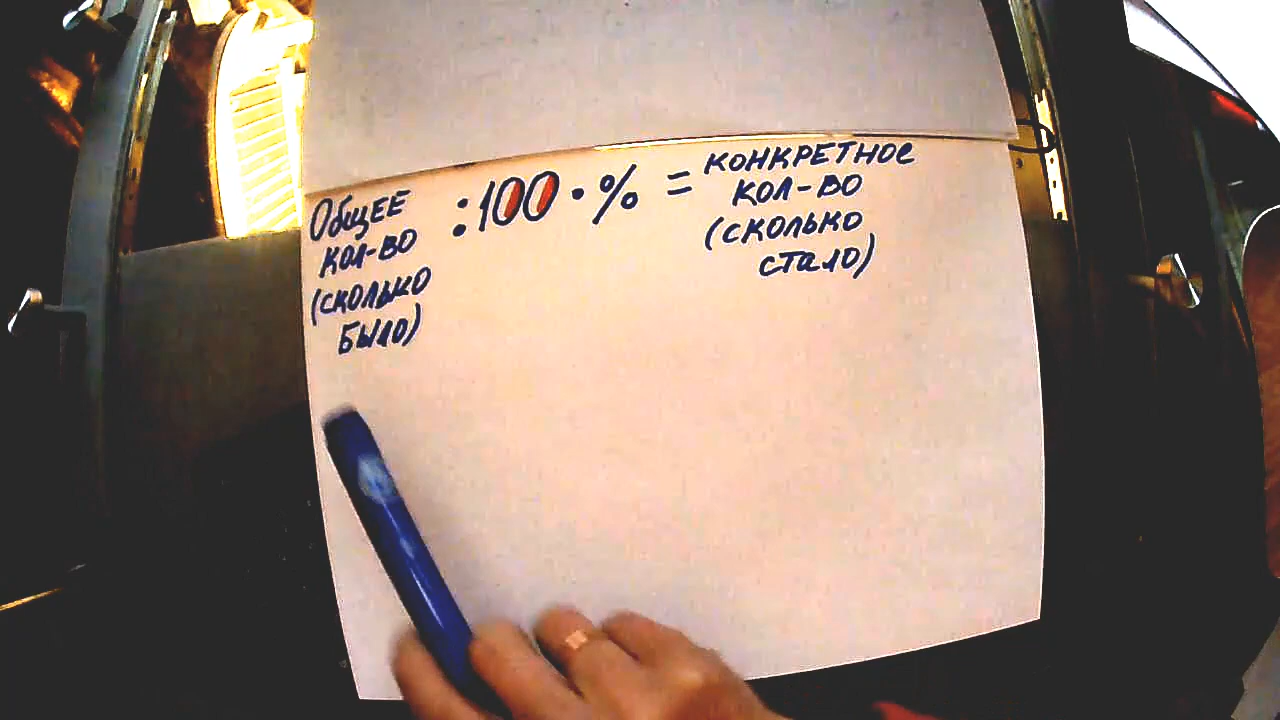 Общее
кол-во
(сколько
было)
:100 · % =
конкретное
кол-во
(сколько
стало)